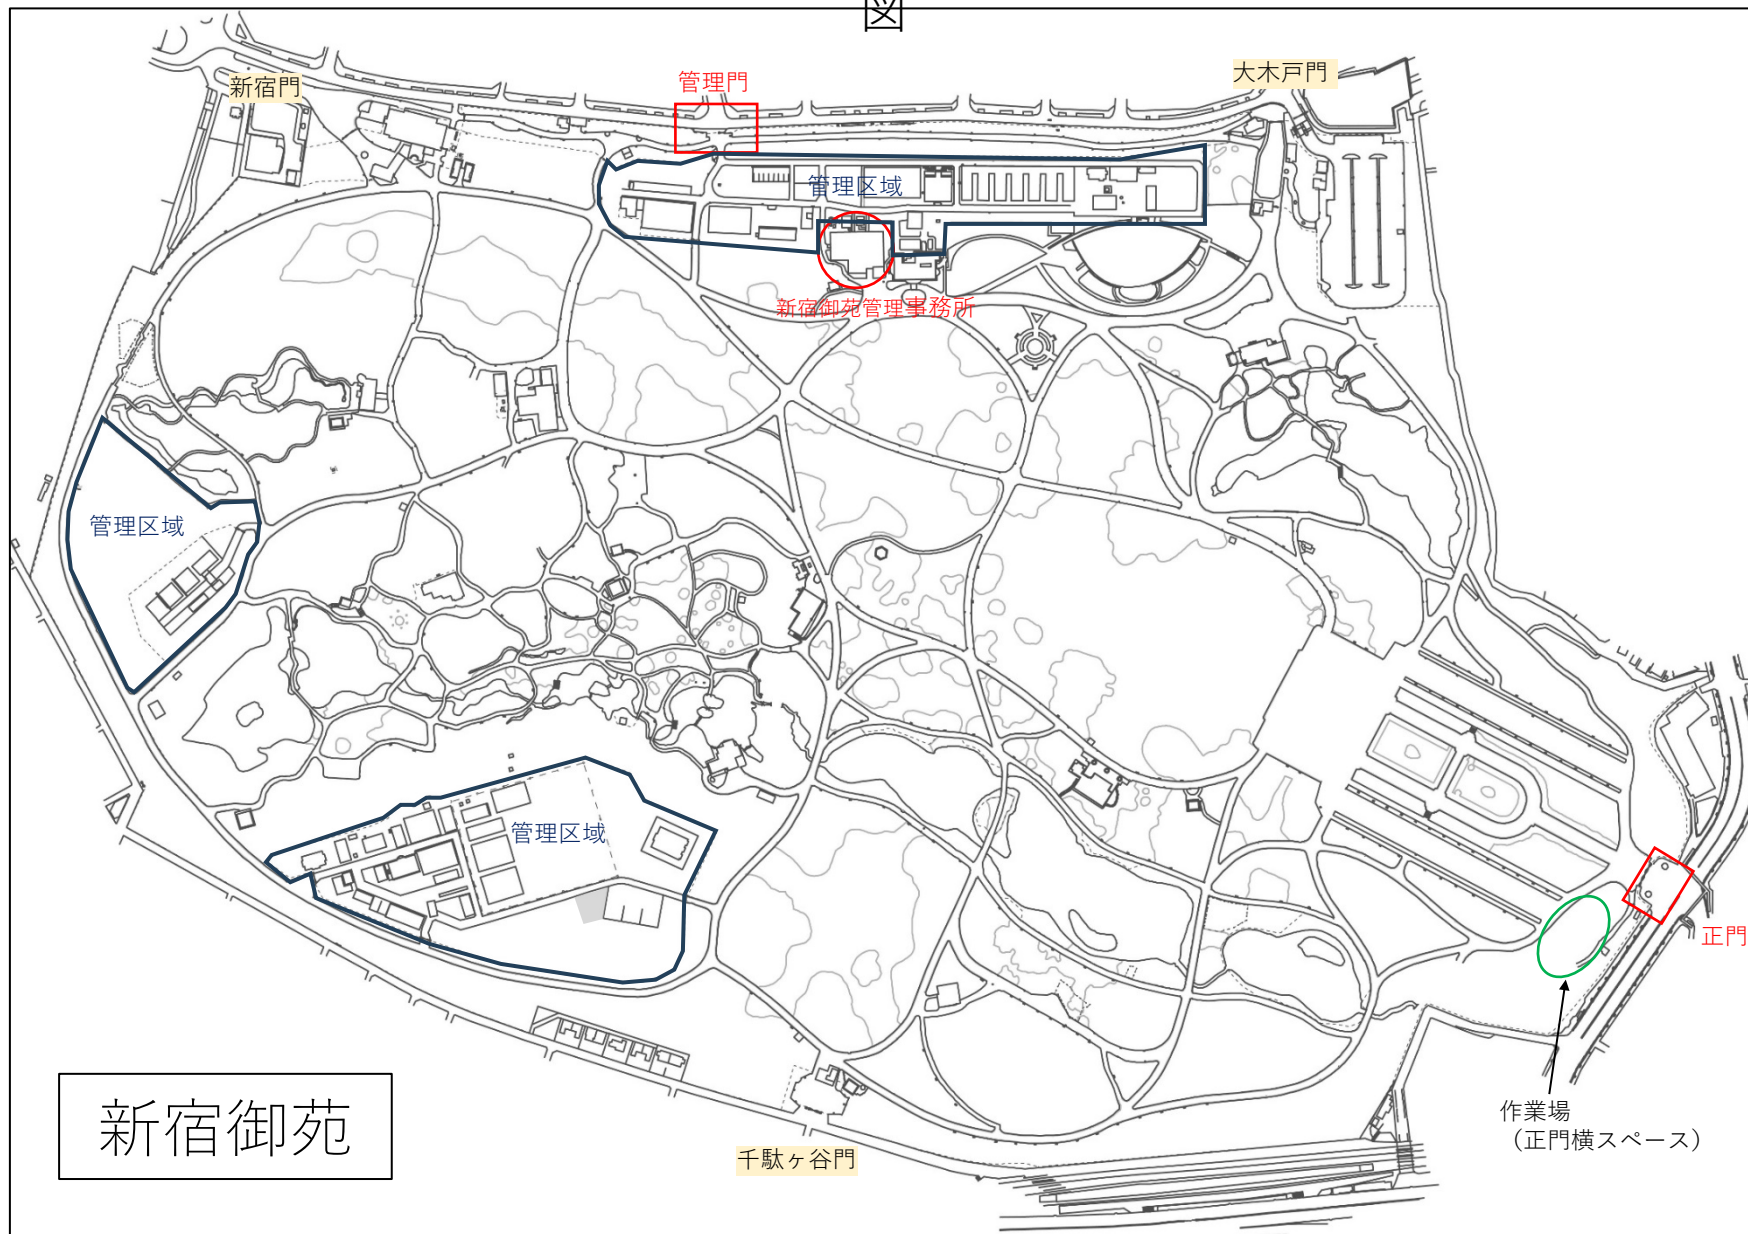 図
新宿門
管理門
大木戸門
管理区域
新宿御苑管理事務所
管理区域
管理区域
正門
作業場
（正門横スペース）
千駄ヶ谷門
新宿御苑